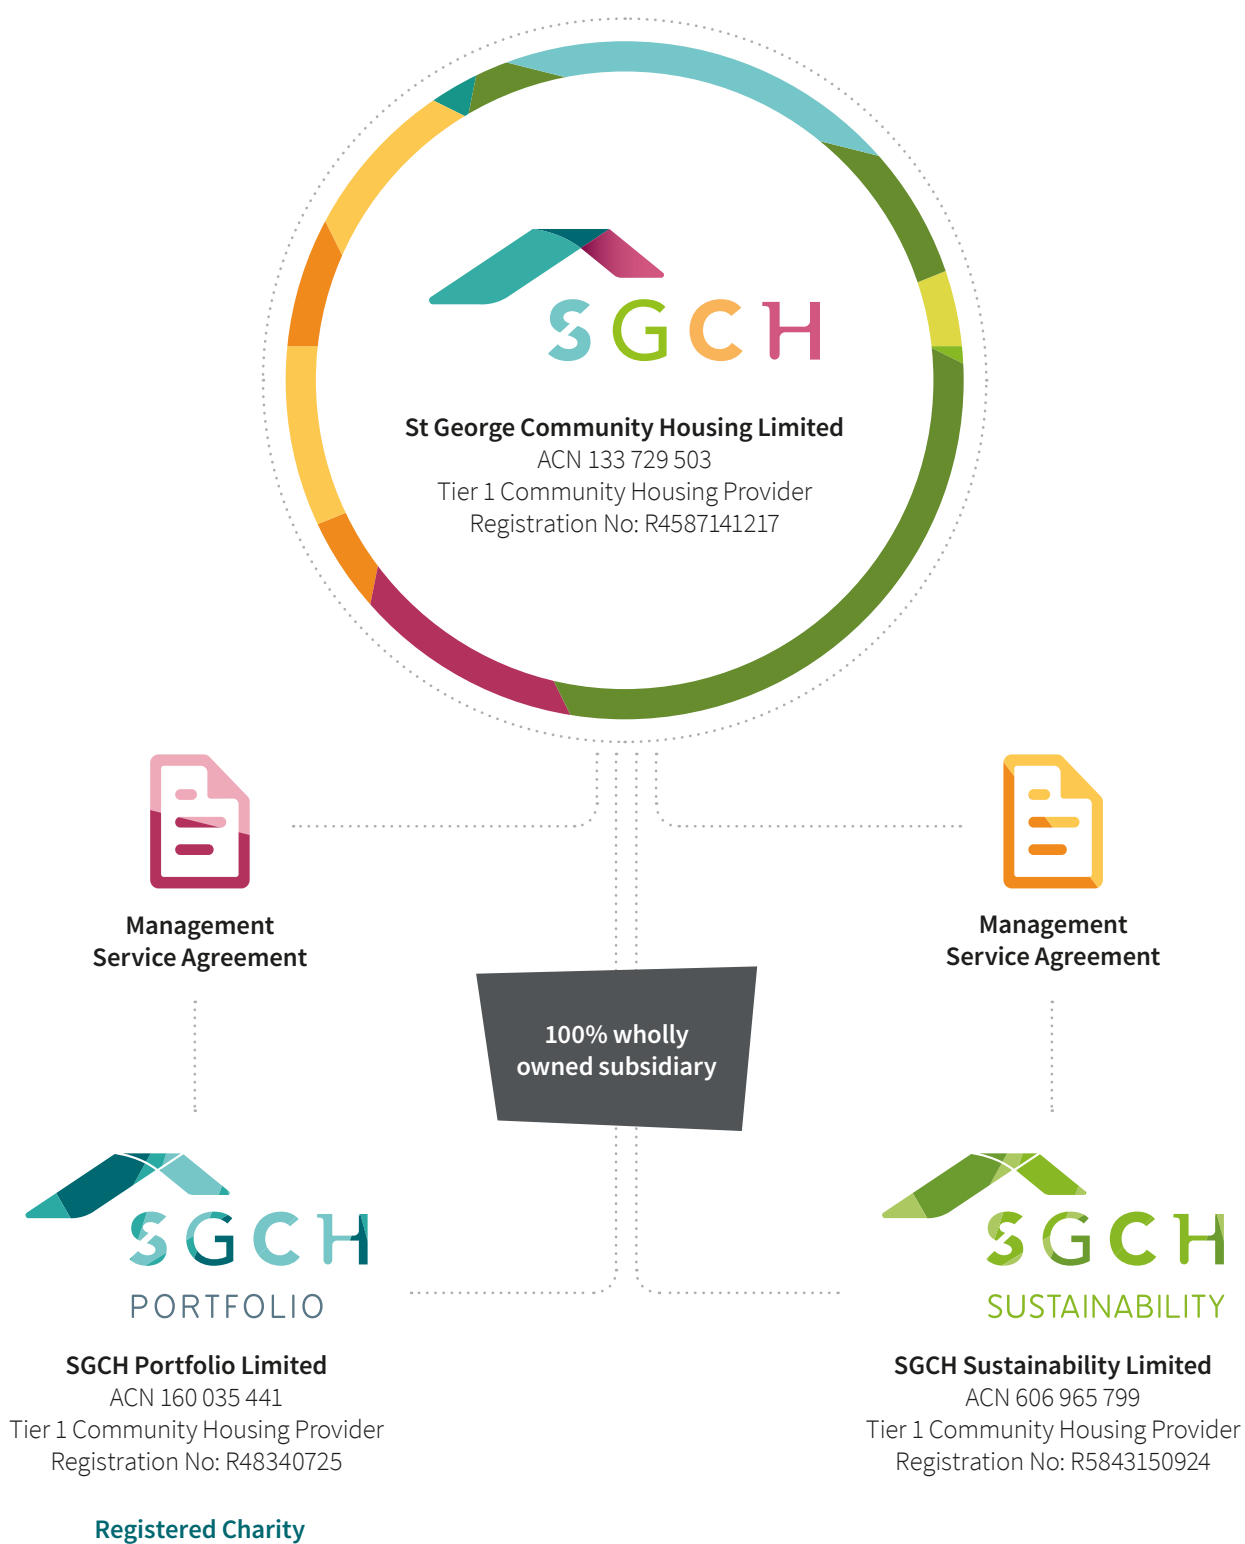 SGCH
St George Community Housing Limited
ACN 133 729 503
Tier 1 Community Housing Provider
Registration No: R4587141217
Management
Service Agreement
Management
Service Agreement
100% wholly
owned subsidiary
SGCH
PORTFOLIO
SGCH Portfolio Limited
ACN 160 035 441
Tier 1 Community Housing Provider
Registration No: R48340725
Registered Charity
SGCH
SUSTAINABILITY
SGCH Sustainability Limited
ACN 606 965 799
Tier 1 Community Housing Provider
Registration No: R5843150924